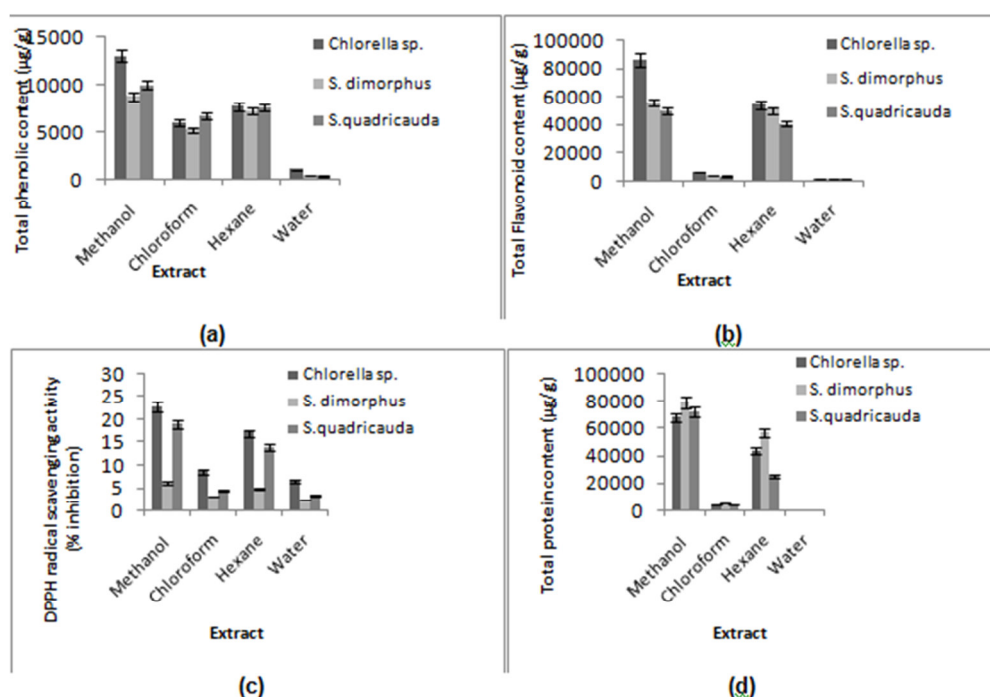 Total phenolic content (µg/g)
15000
10000
5000
0
Chlorella sp.
S. dimorphus
S.quadricauda
Methanol
Chloroform
Hexane
Water
Extract
(a)
Total Flavonoid content (µg/g)
100000
80000
60000
40000
20000
0
Chlorella sp.
S. dimorphus
S.quadricauda
Methanol
Chloroform
Hexane
Water
Extract
(b)
DPPH radical scavenging activity
(% inhibition)
30
25
20
15
10
5
0
Chlorella sp.
S. dimorphus
S.quadricauda
Methanol
Chloroform
Hexane
Water
Extract
(c)
Total proteincontent (µg/g)
100000
80000
60000
40000
20000
0
Chlorella sp.
S. dimorphus
S.quadricauda
Methanol
Chloroform
Hexane
Water
Extract
(d)